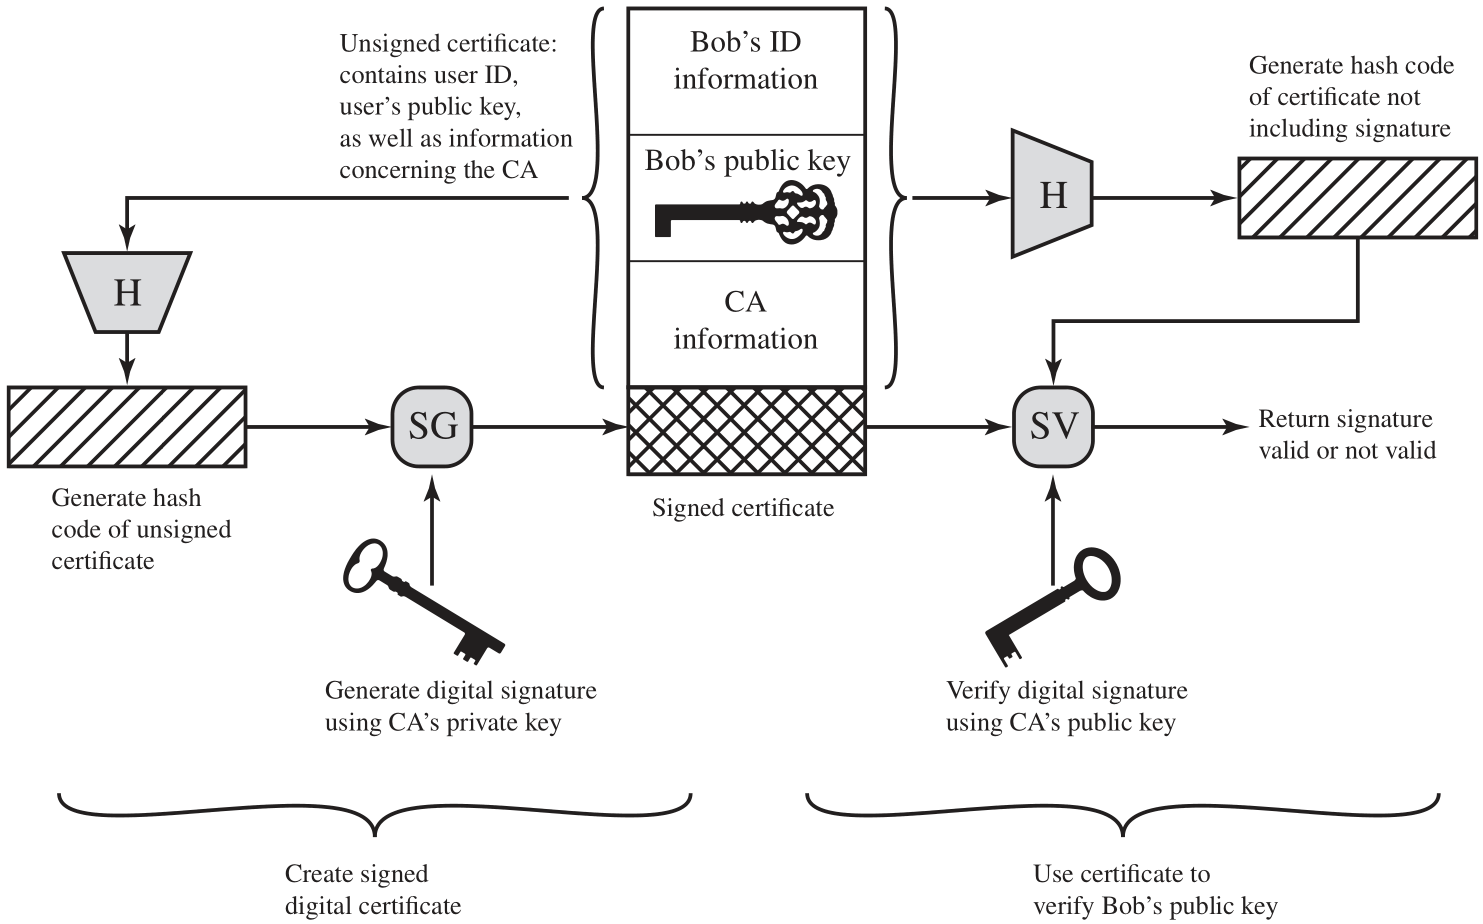 Unsigned certificate:
contains user ID,
user's public key,
as well as information
concerning the CA
Bob's ID
information
Bob's public key
CA
information
Generate hash code
of certificate not
including signature
H
H
SG
SV
Return signature
valid or not valid
Generate hash
code of unsigned
certificate
Signed certificate
Generate digital signature
using CA's private key
Verify digital signature
using CA's public key
Create signed
digital certificate
Use certificate to
verify Bob's public key